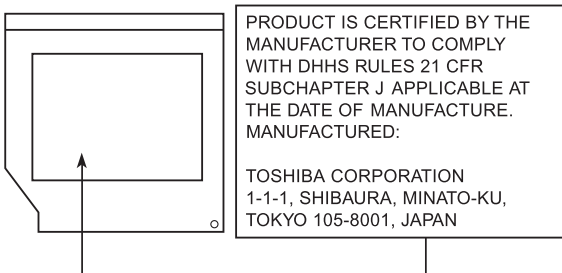 PRODUCT IS CERTIFIED BY THE
MANUFACTURER TO COMPLY
WITH DHHS RULES 21 CFR
SUBCHAPTER J APPLICABLE AT
THE DATE OF MANUFACTURE.
MANUFACTURED:
TOSHIBA CORPORATION
1-1-1, SHIBAURA, MINATO-KU,
TOKYO 105-8001, JAPAN